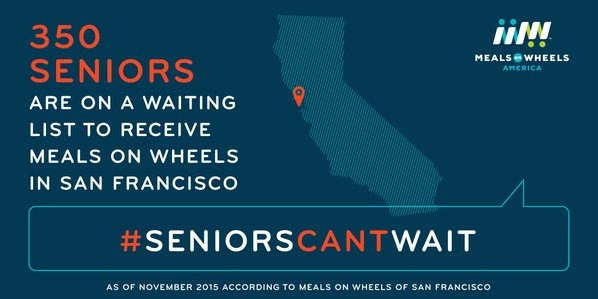 350
SENIORS
ARE ON A WAITING
LIST TO RECEIVE
MEALS ON WHEELS
IN SAN FRANCISCO
MEALS ON WHEELS
AMERICA
#SENIORSCANTWAIT
AS OF NOVEMBER 2015 ACCORDING TO MEALS ON WHEELS OF SAN FRANCISCO